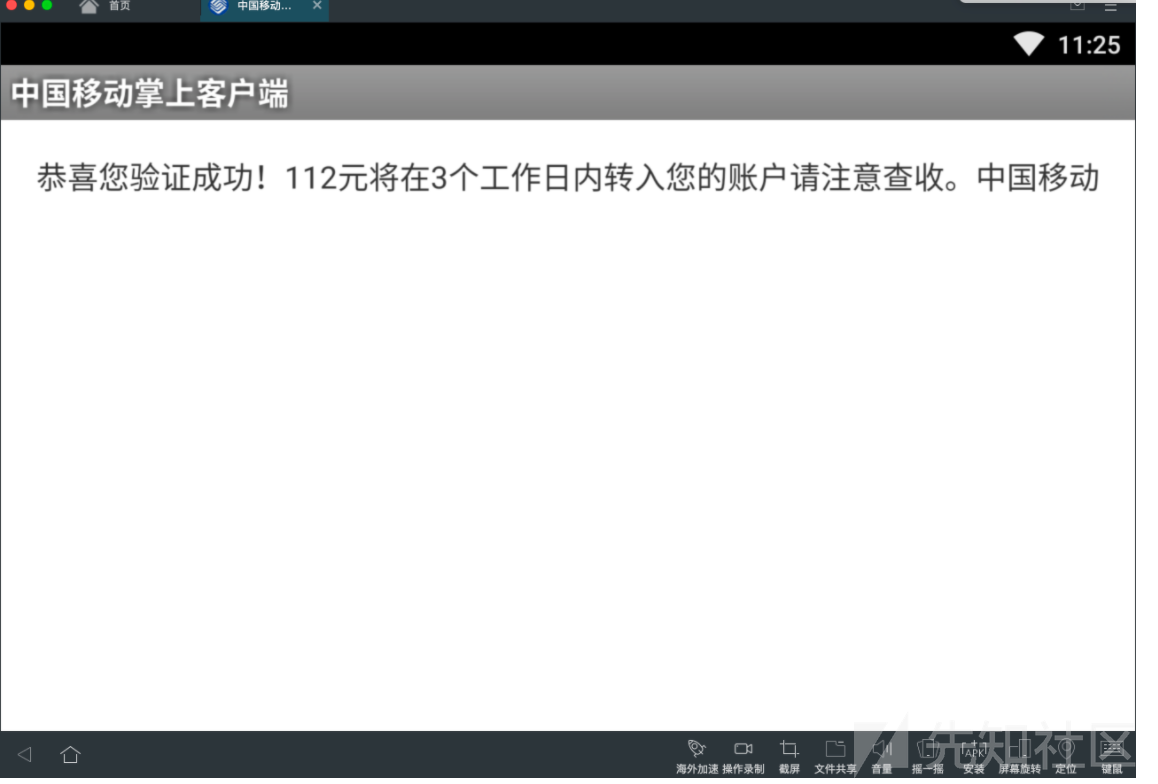 首页
中国移动...
11:25
中国移动掌上客户端
恭喜您验证成功！112元将在3个工作日内转入您的账户请注意查收。中国移动
先知社区
APK
海外加速 操作录制 截屏 文件共享 音量 摇一摇 安装 屏幕旋转 定位 键鼠